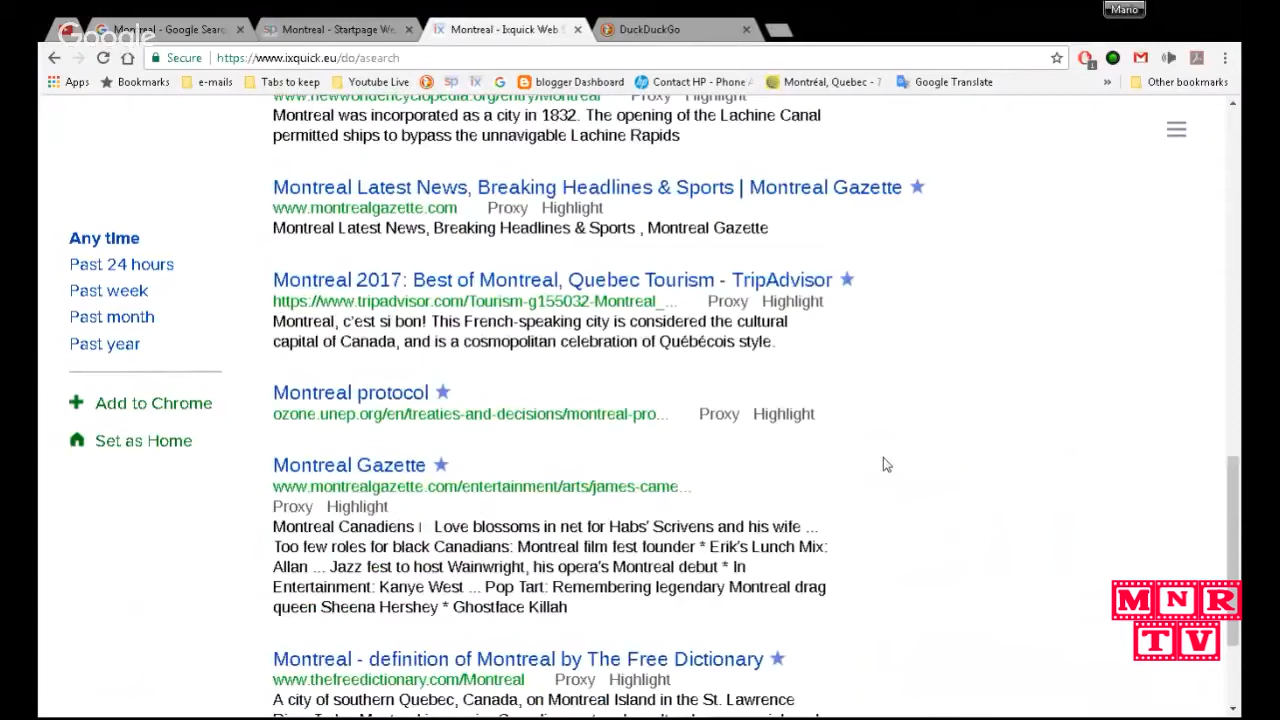 Mario
Google
Montreal - Google Searc
Montreal - Startpage We
Montreal - Ixquick Web S
DuckDuckGo
Secure
https://www.ixquick.eu/do/asearch
Apps
Bookmarks
e-mails
Tabs to keep
Youtube Live
blogger Dashboard
Contact HP - Phone
Montréal, Quebec - 7
Google Translate
Other bookmarks
www.newworldencyclopedia.org/entry/Montreal Proxy Highlight
Montreal was incorporated as a city in 1832. The opening of the Lachine Canal
permitted ships to bypass the unnavigable Lachine Rapids
Montreal Latest News, Breaking Headlines & Sports | Montreal Gazette
www.montrealgazette.com Proxy Highlight
Montreal Latest News, Breaking Headlines & Sports , Montreal Gazette
Any time
Past 24 hours
Past week
Past month
Past year
Add to Chrome
Set as Home
Montreal 2017: Best of Montreal, Quebec Tourism - TripAdvisor
https://www.tripadvisor.com/Tourism-g155032-Montreal_... Proxy Highlight
Montreal, c'est si bon! This French-speaking city is considered the cultural
capital of Canada, and is a cosmopolitan celebration of Québécois style.
Montreal protocol
ozone.unep.org/en/treaties-and-decisions/montreal-pro... Proxy Highlight
Montreal Gazette
www.montrealgazette.com/entertainment/arts/james-came...
Proxy Highlight
Montreal Canadiens | Love blossoms in net for Habs' Scrivens and his wife ...
Too few roles for black Canadians: Montreal film fest founder * Erik's Lunch Mix:
Allan ... Jazz fest to host Wainwright, his opera's Montreal debut * In
Entertainment: Kanye West ... Pop Tart: Remembering legendary Montreal drag
queen Sheena Hershey * Ghostface Killah
Montreal - definition of Montreal by The Free Dictionary
www.thefreedictionary.com/Montreal Proxy Highlight
A city of southern Quebec, Canada, on Montreal Island in the St. Lawrence
MNR
TV